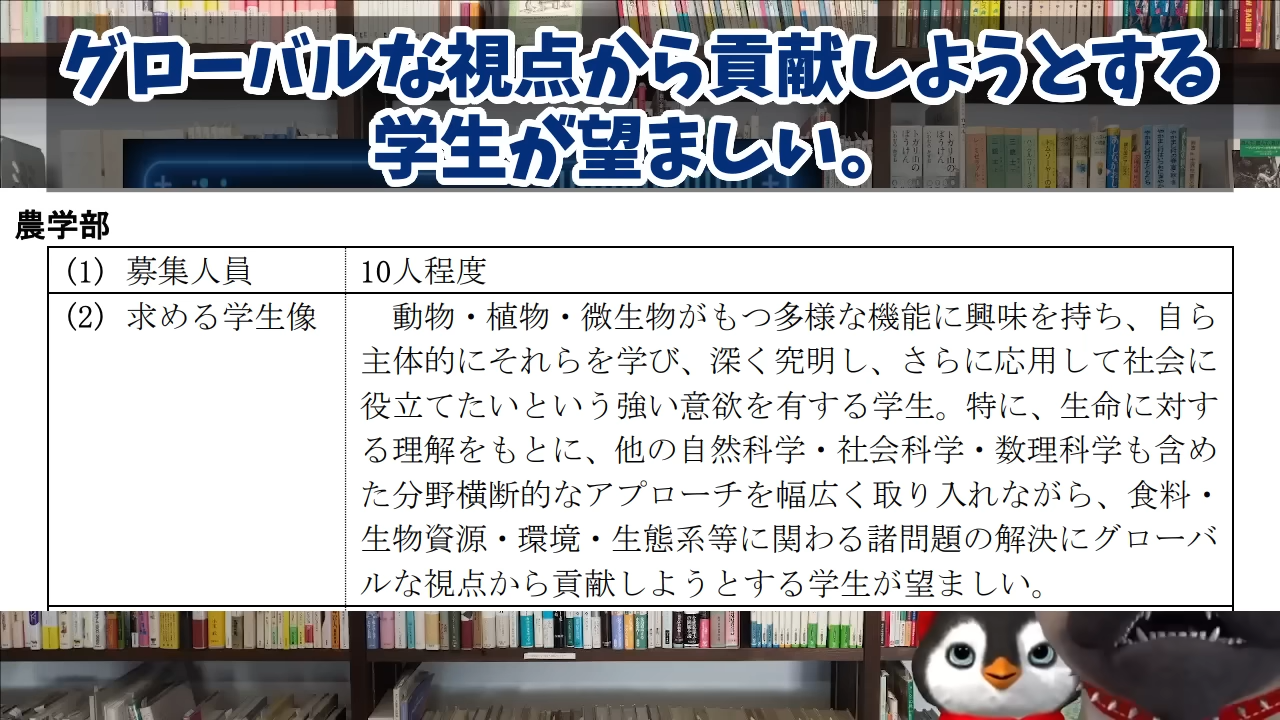 グローバルな視点から貢献しようとする
学生が望ましい。
農学部
(1) 募集人員
10人程度
(2) 求める学生像
動物・植物・微生物がもつ多様な機能に興味を持ち、自ら
主体的にそれらを学び、深く究明し、さらに応用して社会に
役立てたいという強い意欲を有する学生。特に、生命に対す
る理解をもとに、他の自然科学・社会科学・数理科学も含め
た分野横断的なアプローチを幅広く取り入れながら、食料・
生物資源・環境・生態系等に関わる諸問題の解決にグローバ
ルな視点から貢献しようとする学生が望ましい。